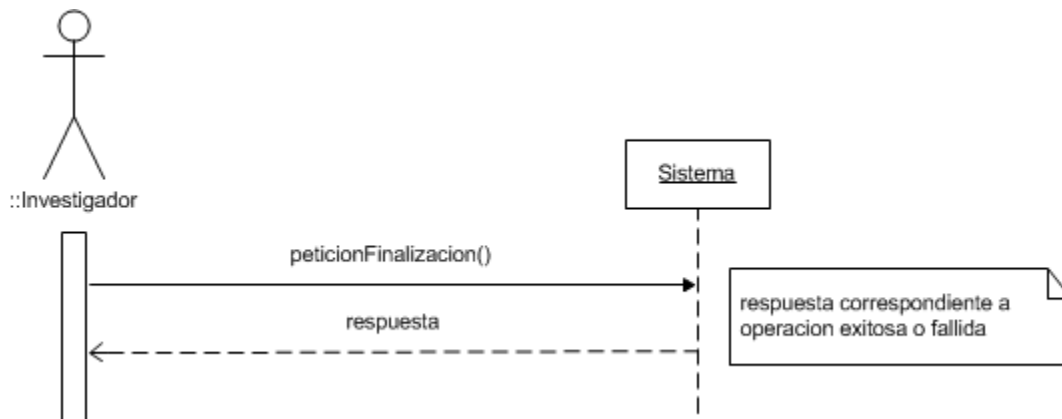 Sistema
::Investigador
peticionFinalizacion()
respuesta correspondiente a
operacion exitosa o fallida
respuesta